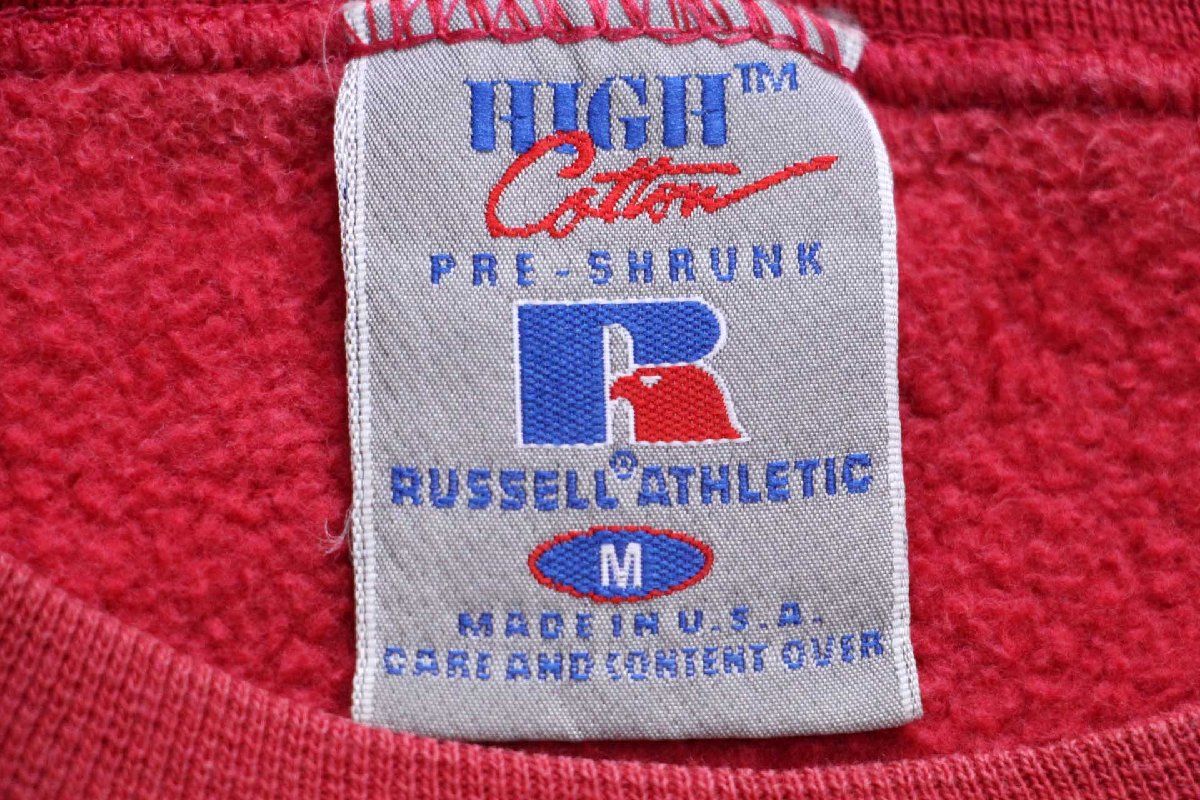 HIGH™
Cotton
PRE-SHRUNK
R
RUSSELL® ATHLETIC
M
MADE IN U.S.A.
CARE AND CONTENT OVER